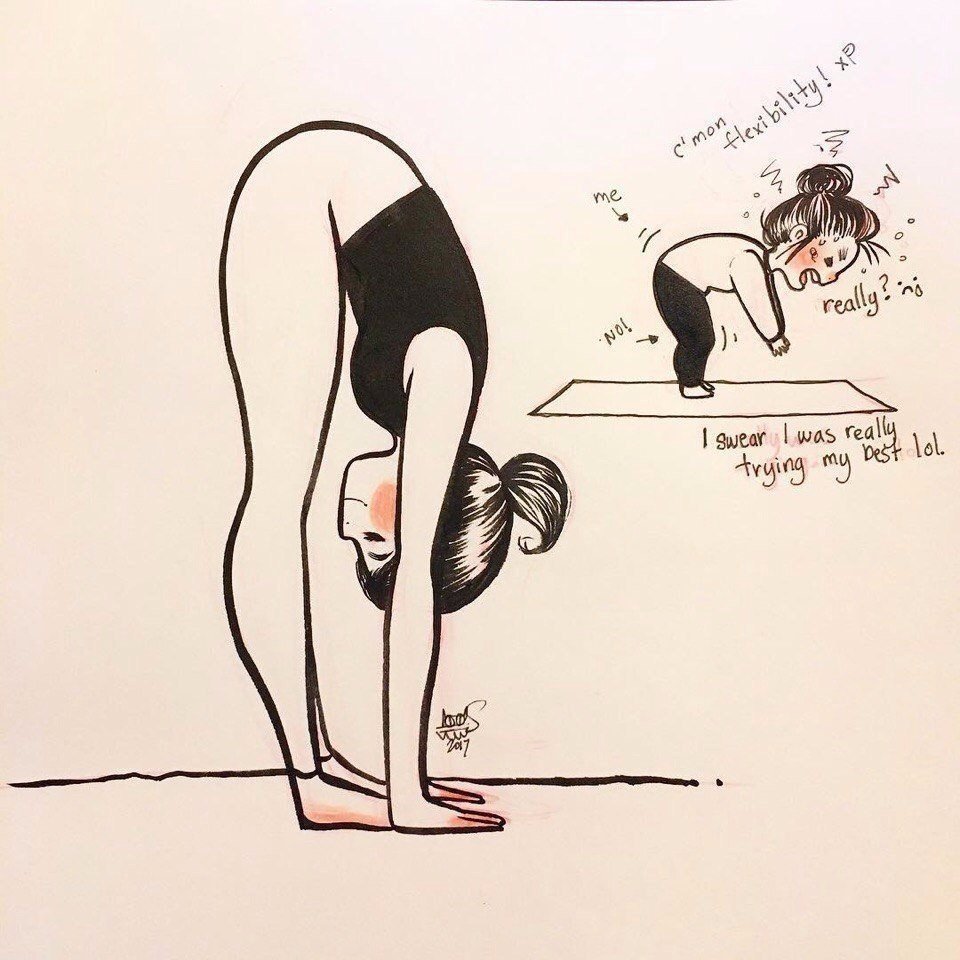 c'mon
flexibility! xP
me
really?
NO!
I swear I was really
trying my best lol.
2017